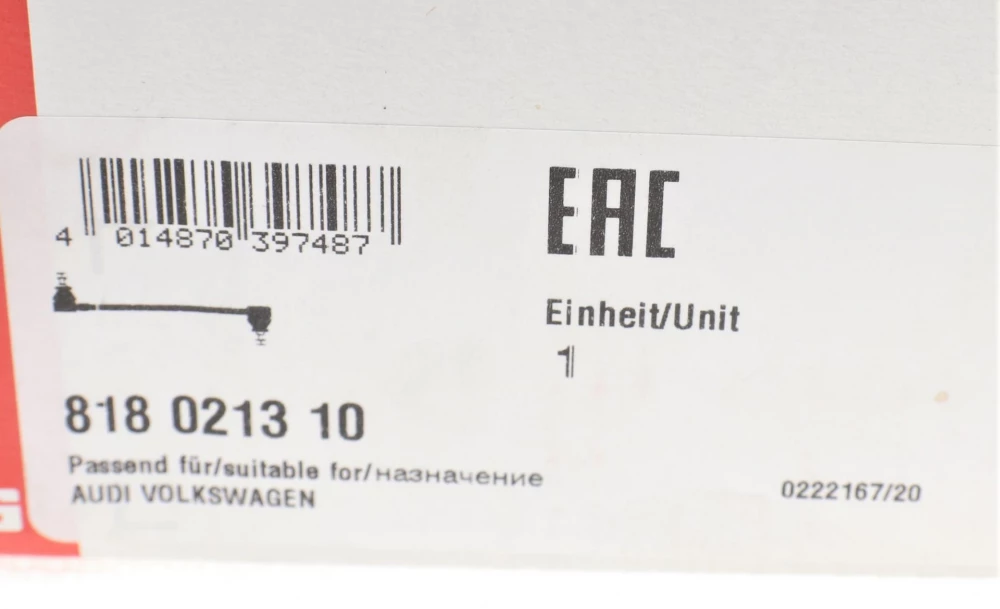 4 014870 397487
EAC
Einheit/Unit
1
818 0213 10
Passend für/suitable for/назначение
AUDI VOLKSWAGEN
0222167/20
G